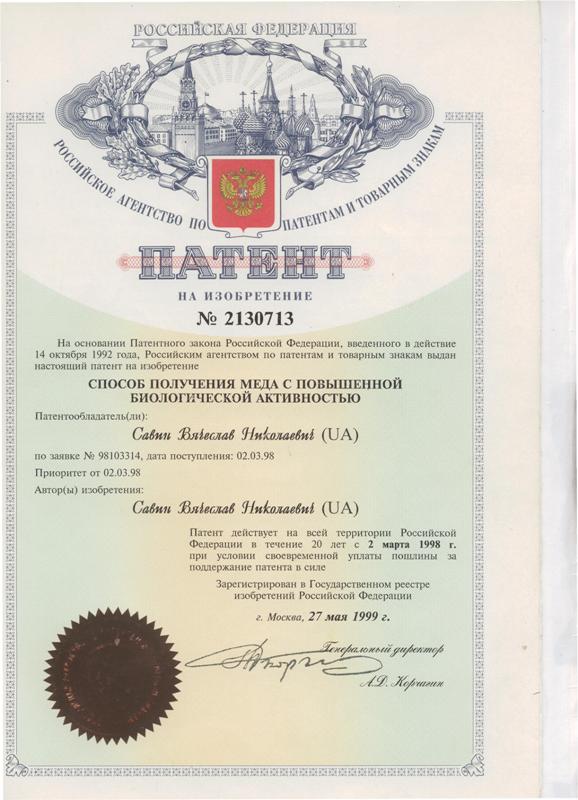 РОССИЙСКАЯ ФЕДЕРАЦИЯ
РОССИЙСКОЕ АГЕНТСТВО ПО ПАТЕНТАМ И ТОВАРНЫМ ЗНАКАМ
ПАТЕНТ
НА ИЗОБРЕТЕНИЕ
№ 2130713
На основании Патентного закона Российской Федерации, введенного в действие
14 октября 1992 года, Российским агентством по патентам и товарным знакам выдан
настоящий патент на изобретение
СПОСОБ ПОЛУЧЕНИЯ МЕДА С ПОВЫШЕННОЙ
БИОЛОГИЧЕСКОЙ АКТИВНОСТЬЮ
Патентообладатель(ли):
Савин Вячеслав Николаевич (UA)
по заявке № 98103314, дата поступления: 02.03.98
Приоритет от 02.03.98
Автор(ы) изобретения:
Савин Вячеслав Николаевич (UA)
Патент действует на всей территории Российской
Федерации в течение 20 лет с 2 марта 1998 г.
при условии своевременной уплаты пошлины за
поддержание патента в силе
Зарегистрирован в Государственном реестре
изобретений Российской Федерации
г. Москва, 27 мая 1999 г.
Генеральный директор
А.Д. Корчагин